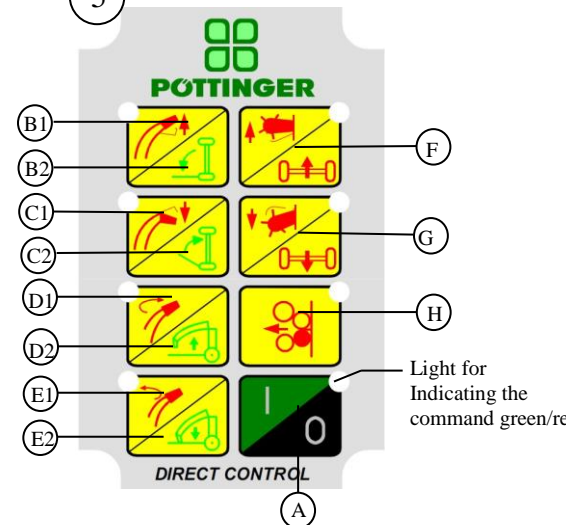 5
PÖTTINGER
B1
B2
F
C1
C2
G
D1
D2
H
Light for
Indicating the
command green/re
E1
E2
I
0
DIRECT CONTROL
A